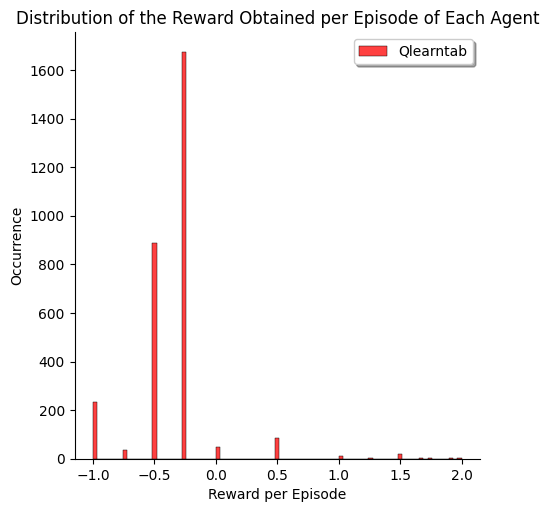 Distribution of the Reward Obtained per Episode of Each Agent
Qlearntab
1600
1400
1200
1000
800
600
400
200
0
Occurrence
−1.0 −0.5 0.0 0.5 1.0 1.5 2.0
Reward per Episode